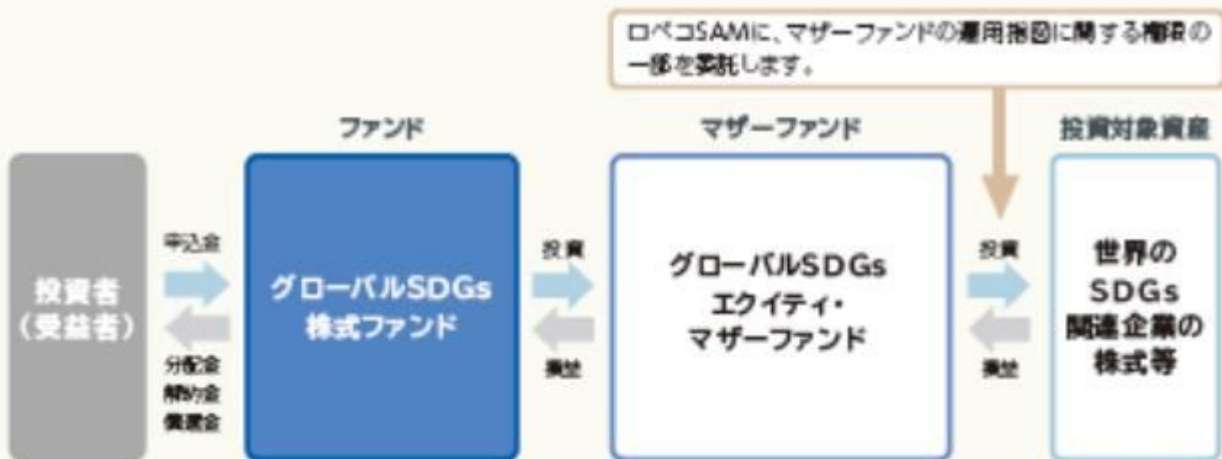 ロベコSAMに、マザーファンドの運用指図に関する権限の
一部を委託します。
ファンド
マザーファンド
投資対象資産
投資者
（受益者）
申込金
分配金
解約金
償還金
グローバルSDGs
株式ファンド
投資
損益
グローバルSDGs
エクイティ・
マザーファンド
投資
損益
世界の
SDGs
関連企業の
株式等